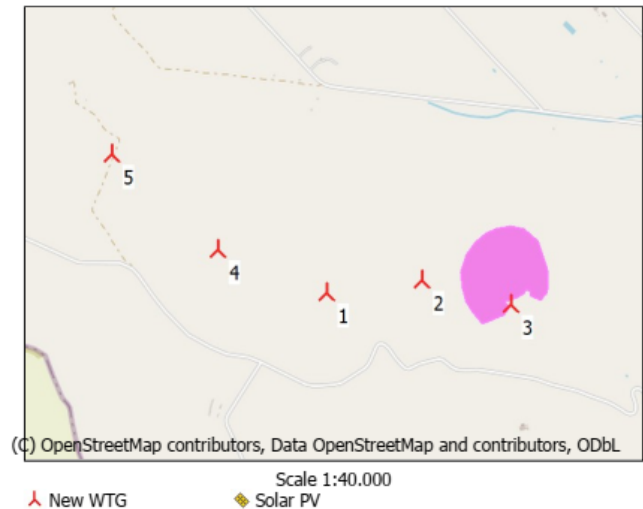 5
4
2
1
3
(C) OpenStreetMap contributors, Data OpenStreetMap and contributors, ODbL
Scale 1:40.000
New WTG Solar PV